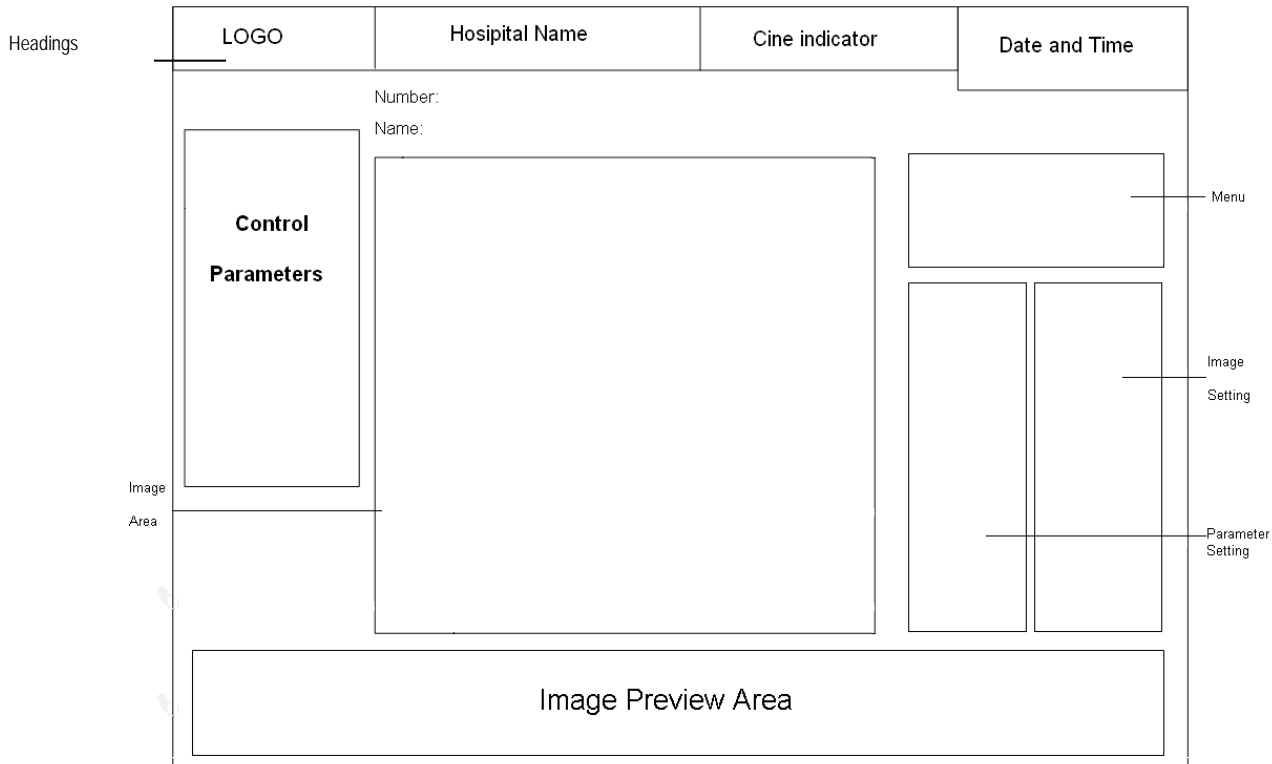 Headings
LOGO
Hosipital Name
Cine indicator
Date and Time
Number:
Name:
Control
Parameters
Menu
Image
Setting
Image
Area
Parameter
Setting
Image Preview Area